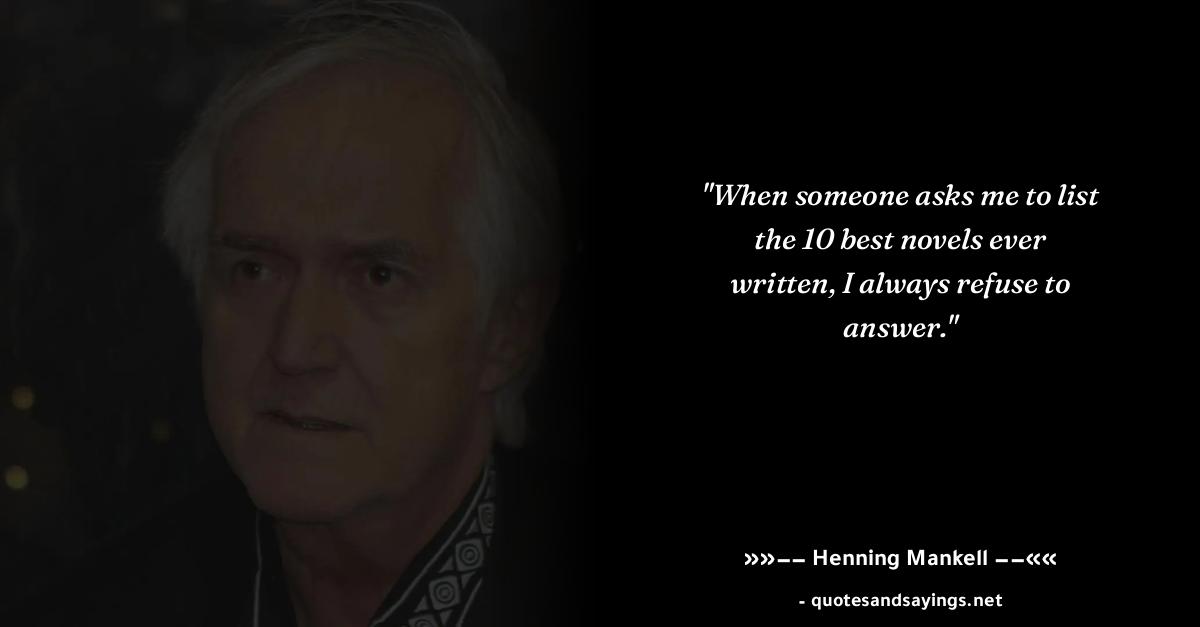 "When someone asks me to list
the 10 best novels ever
written, I always refuse to
answer."
»»–– Henning Mankell ––««
- quotesandsayings.net